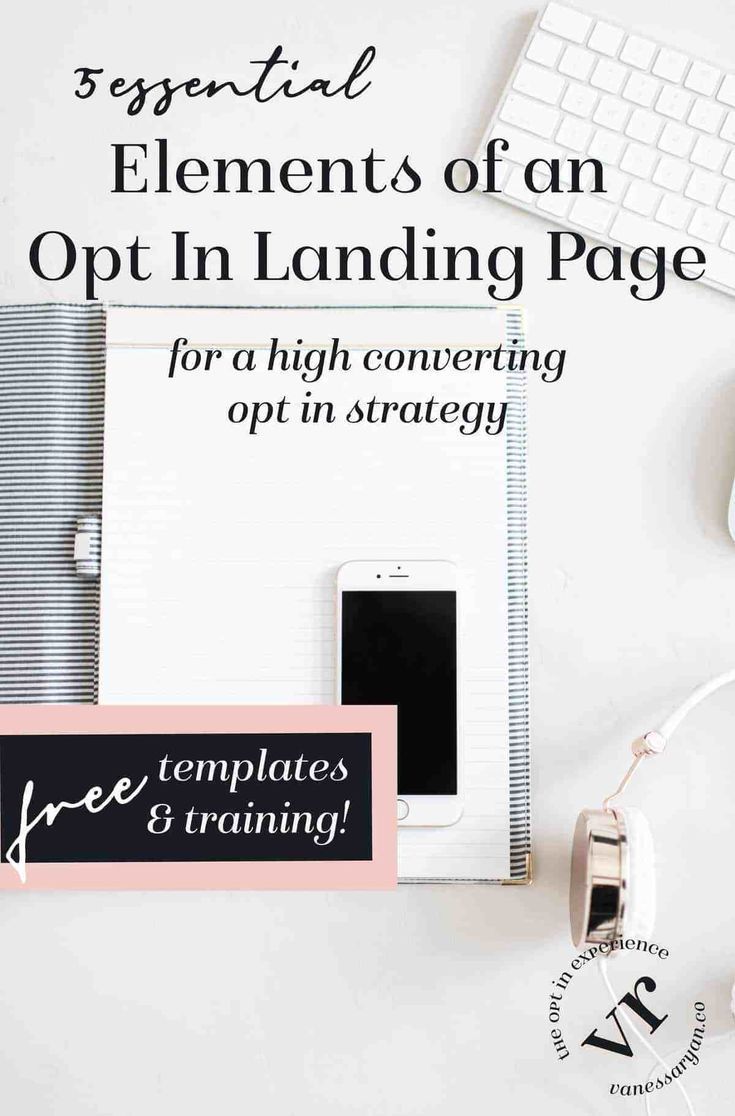 5 essential
Elements of an
Opt In Landing Page
for a high converting
opt in strategy
free templates
& training!
the opt in experience
vr
vanessaryan.co